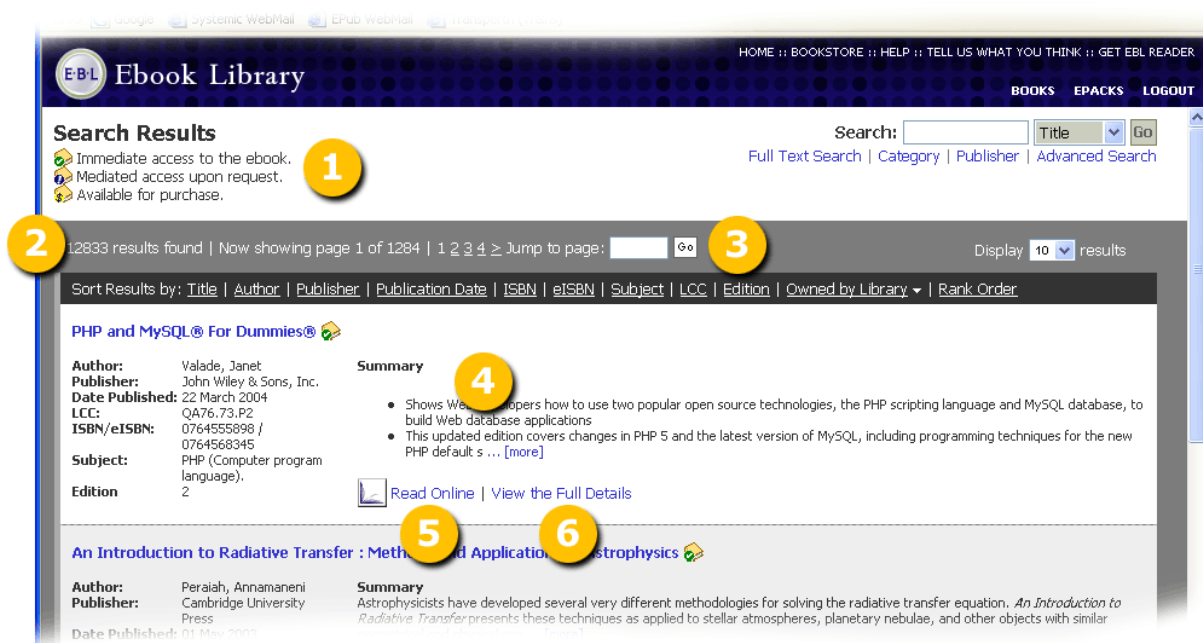 Google Systemic WebMail EPub WebMail
HOME :: BOOKSTORE :: HELP :: TELL US WHAT YOU THINK :: GET EBL READER
E·B·L Ebook Library
BOOKS EPACKS LOGOUT
Search Results
Search: Title Go
Immediate access to the ebook.
Full Text Search | Category | Publisher | Advanced Search
Mediated access upon request.
1
Available for purchase.
2
12833 results found | Now showing page 1 of 1284 | 1 2 3 4 > Jump to page: Go
3
Display 10 results
Sort Results by: Title | Author | Publisher | Publication Date | ISBN | eISBN | Subject | LCC | Edition | Owned by Library | Rank Order
PHP and MySQL® For Dummies®
Author: Valade, Janet
Publisher: John Wiley & Sons, Inc.
Date Published: 22 March 2004
LCC: QA76.73.P2
ISBN/eISBN: 0764555898 /
0764568345
Subject: PHP (Computer program
language).
Edition 2
Summary
4
Shows Web developers how to use two popular open source technologies, the PHP scripting language and MySQL database, to
build Web database applications
This updated edition covers changes in PHP 5 and the latest version of MySQL, including programming techniques for the new
PHP default s ... [more]
Read Online | View the Full Details
5
6
An Introduction to Radiative Transfer : Methods and Applications in Astrophysics
Author: Peraiah, Annamaneni
Publisher: Cambridge University
Press
Date Published: 01 May 2003
Summary
Astrophysicists have developed several very different methodologies for solving the radiative transfer equation. An Introduction to
Radiative Transfer presents these techniques as applied to stellar atmospheres, planetary nebulae, and other objects with similar
[more]